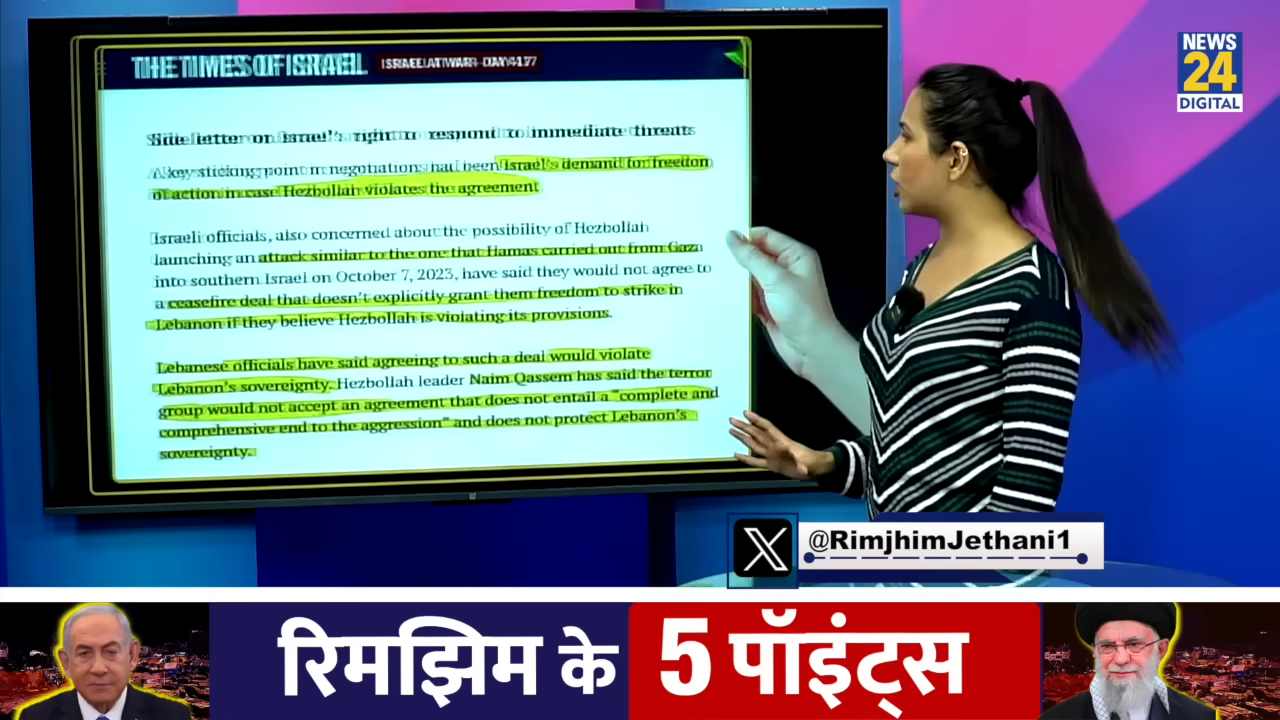 NEWS
24
DIGITAL
THE TIMES OF ISRAEL
ISRAEL AT WAR - DAY 417
Side letter on Israel's right to respond to immediate threats
A key sticking point in negotiations had been Israel's demand for freedom
of action in case Hezbollah violates the agreement
Israeli officials, also concerned about the possibility of Hezbollah
launching an attack similar to the one that Hamas carried out from Gaza
into southern Israel on October 7, 2023, have said they would not agree to
a ceasefire deal that doesn't explicitly grant them freedom to strike in
Lebanon if they believe Hezbollah is violating its provisions.
Lebanese officials have said agreeing to such a deal would violate
Lebanon's sovereignty. Hezbollah leader Naim Qassem has said the terror
group would not accept an agreement that does not entail a "complete and
comprehensive end to the aggression" and does not protect Lebanon's
sovereignty.
@RimjhimJethani1
रिमझिम के 5 पॉइंट्स